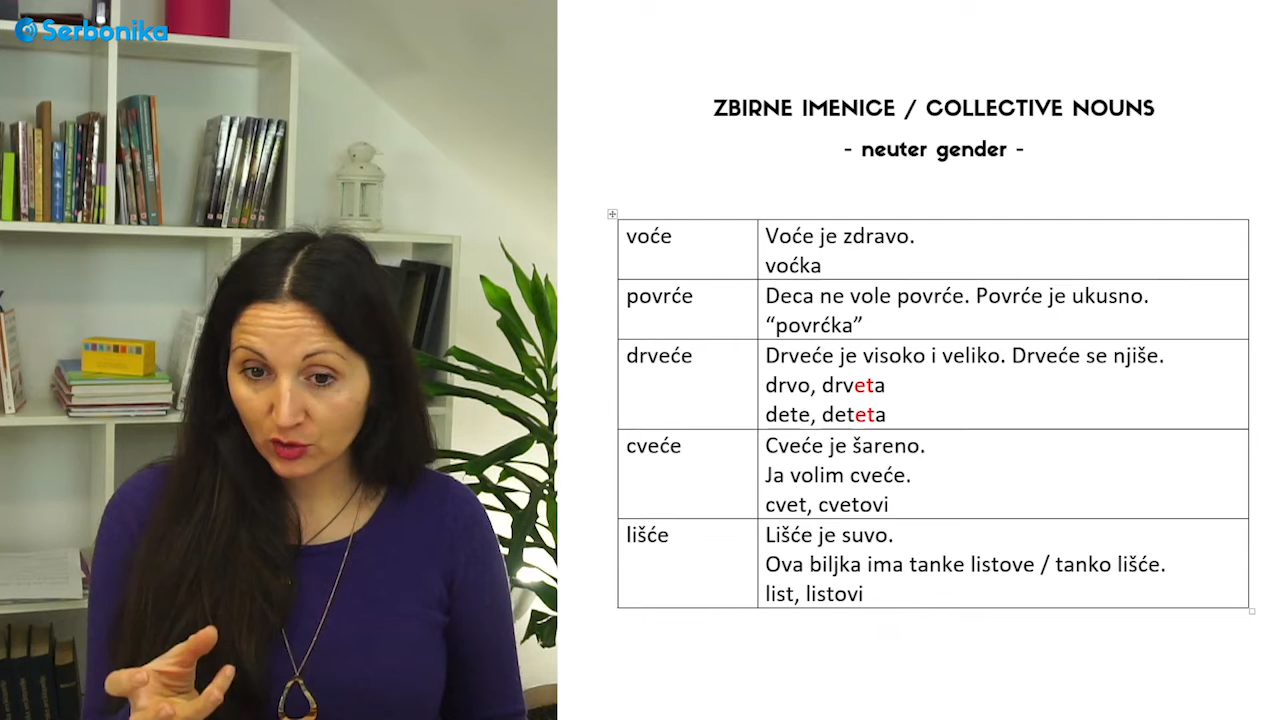 Serbonika
ZBIRNE IMENICE / COLLECTIVE NOUNS
- neuter gender -
voće
Voće je zdravo.
voćka
povrće
Deca ne vole povrće. Povrće je ukusno.
“povrćka”
drveće
Drveće je visoko i veliko. Drveće se njiše.
drvo, drveta
dete, deteta
cveće
Cveće je šareno.
Ja volim cveće.
cvet, cvetovi
lišće
Lišće je suvo.
Ova biljka ima tanke listove / tanko lišće.
list, listovi